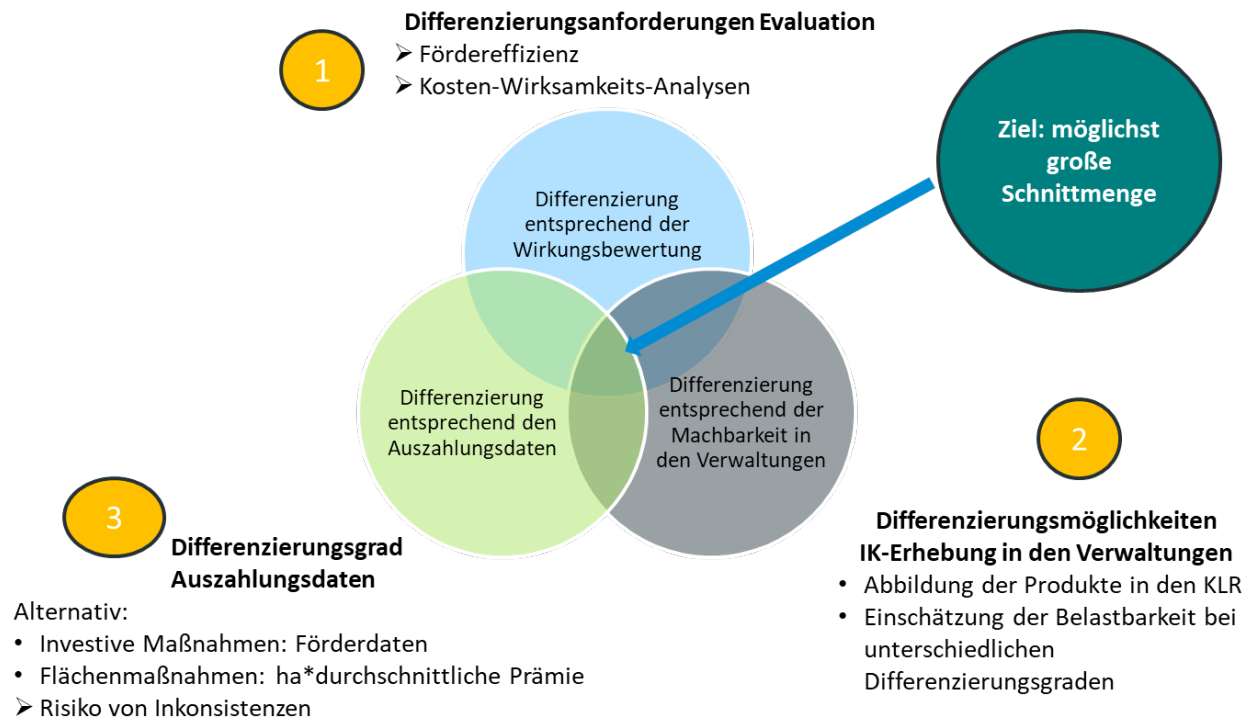 Differenzierungsanforderungen Evaluation
1
➤ Fördereffizienz
➤ Kosten-Wirksamkeits-Analysen
Ziel: möglichst
große
Schnittmenge
Differenzierung
entsprechend der
Wirkungsbewertung
Differenzierung
entsprechend den
Auszahlungsdaten
Differenzierung
entsprechend der
Machbarkeit in
den Verwaltungen
2
Differenzierungsmöglichkeiten
IK-Erhebung in den Verwaltungen
• Abbildung der Produkte in den KLR
• Einschätzung der Belastbarkeit bei
unterschiedlichen
Differenzierungsgraden
3
Differenzierungsgrad
Auszahlungsdaten
Alternativ:
• Investive Maßnahmen: Förderdaten
• Flächenmaßnahmen: ha*durchschnittliche Prämie
➤ Risiko von Inkonsistenzen